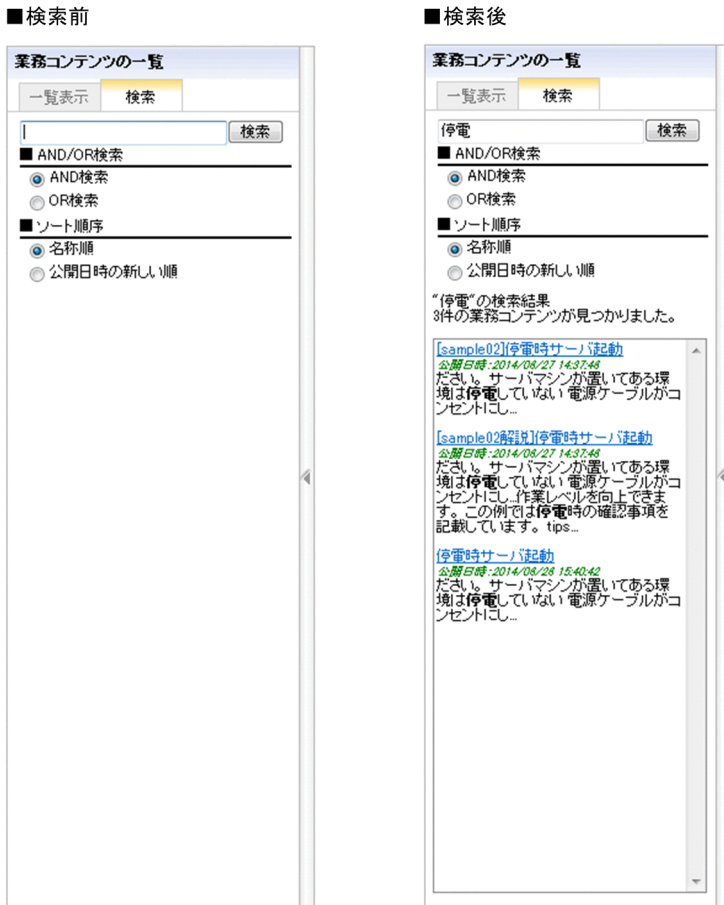 ■検索前
業務コンテンツの一覧
一覧表示 検索
検索
■ AND/OR検索
AND検索
OR検索
■ ソート順序
名称順
公開日時の新しい順
■検索後
業務コンテンツの一覧
一覧表示 検索
停電 検索
■ AND/OR検索
AND検索
OR検索
■ ソート順序
名称順
公開日時の新しい順
"停電"の検索結果
3件の業務コンテンツが見つかりました。
[sample02]停電時サーバ起動
公開日時:2014/06/27 14:37:46
ださい。サーバマシンが置いてある環
境は停電していない 電源ケーブルがコ
ンセントにし...
[sample02解説]停電時サーバ起動
公開日時:2014/06/27 14:37:46
ださい。サーバマシンが置いてある環
境は停電していない 電源ケーブルがコ
ンセントにし...作業レベルを向上できま
す。この例では停電時の確認事項を
記載しています。tips...
停電時サーバ起動
公開日時:2014/06/26 15:40:42
ださい。サーバマシンが置いてある環
境は停電していない 電源ケーブルがコ
ンセントにし...